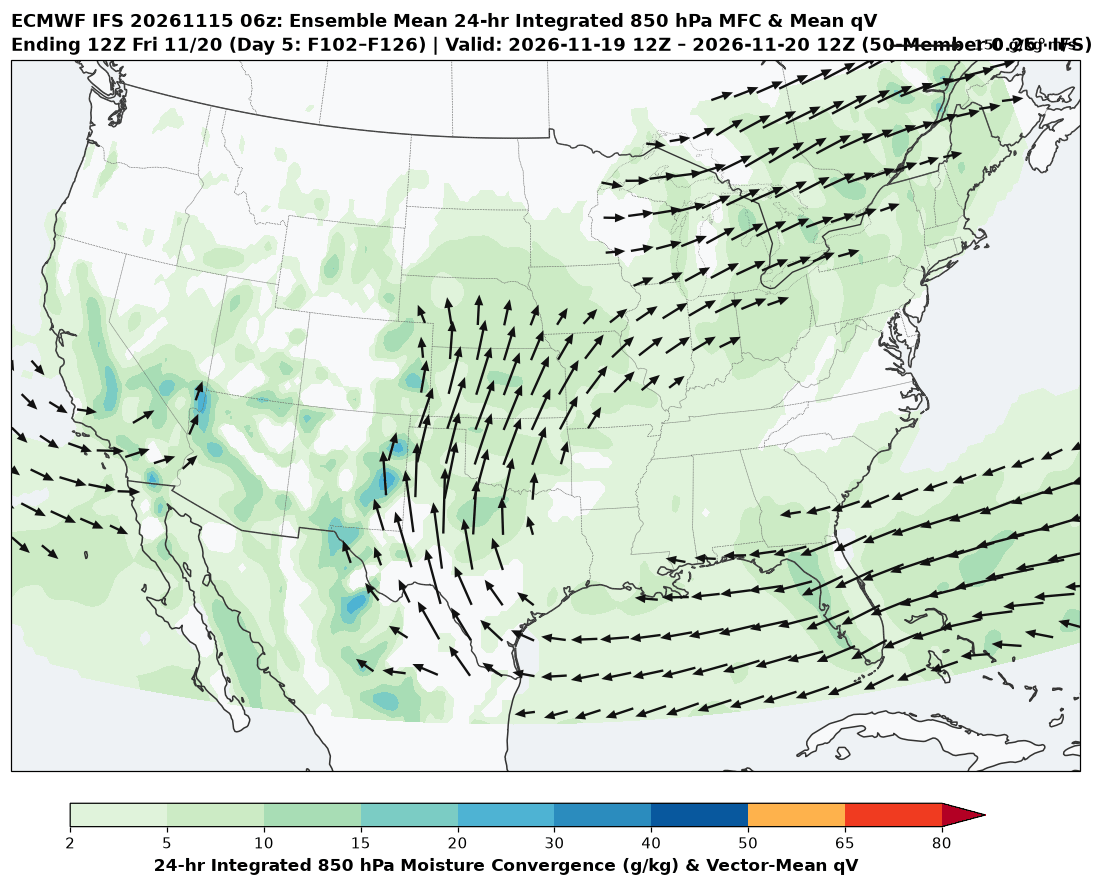 ECMWF IFS 20261115 06z: Ensemble Mean 24-hr Integrated 850 hPa MFC & Mean qV
Ending 12Z Fri 11/20 (Day 5: F102–F126) | Valid: 2026-11-19 12Z – 2026-11-20 12Z (50-Member 0.25° IFS)
2 5 10 15 20 30 40 50 65 80
24-hr Integrated 850 hPa Moisture Convergence (g/kg) & Vector-Mean qV